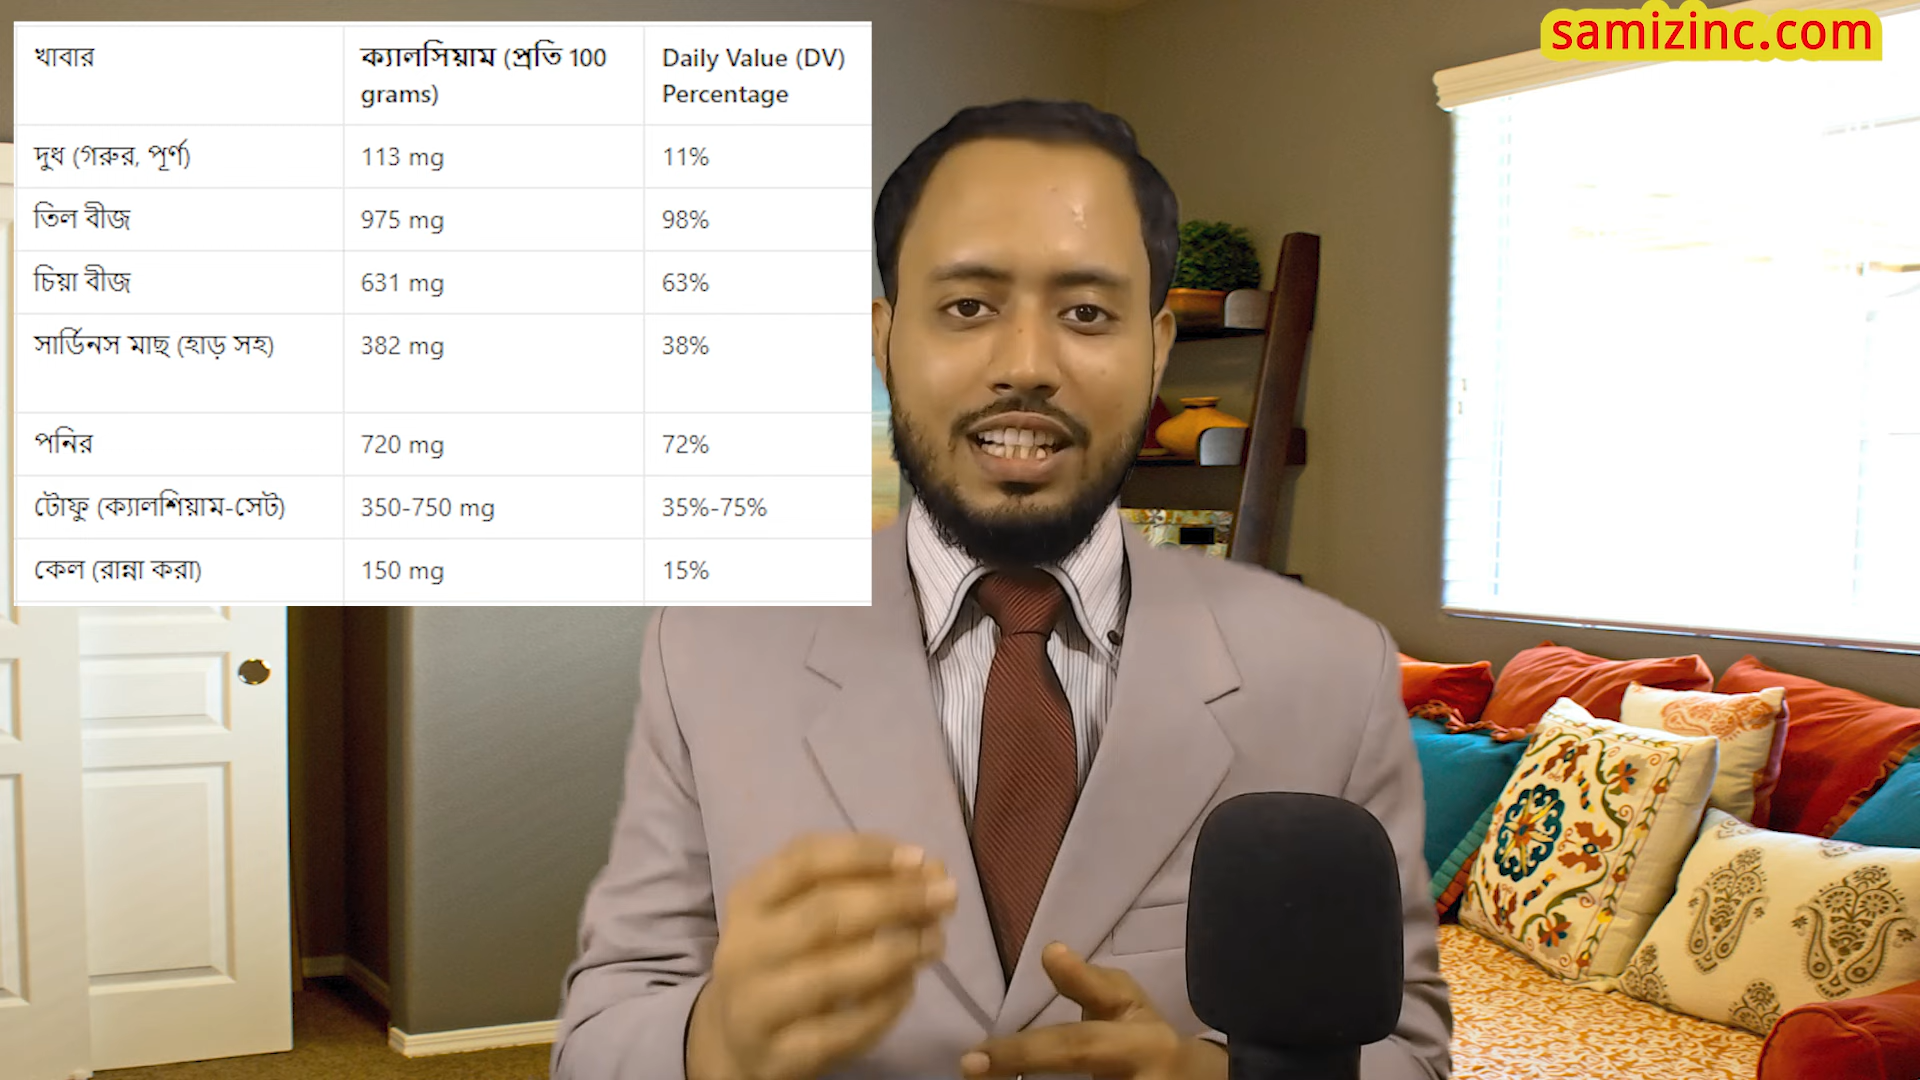 samizinc.com
খাবার ক্যালসিয়াম (প্রতি 100 grams) Daily Value (DV) Percentage
দুধ (গরুর, পূর্ণ) 113 mg 11%
তিল বীজ 975 mg 98%
চিয়া বীজ 631 mg 63%
সার্ডিনস মাছ (হাড় সহ) 382 mg 38%
পনির 720 mg 72%
টোফু (ক্যালশিয়াম-সেট) 350-750 mg 35%-75%
কেল (রান্না করা) 150 mg 15%